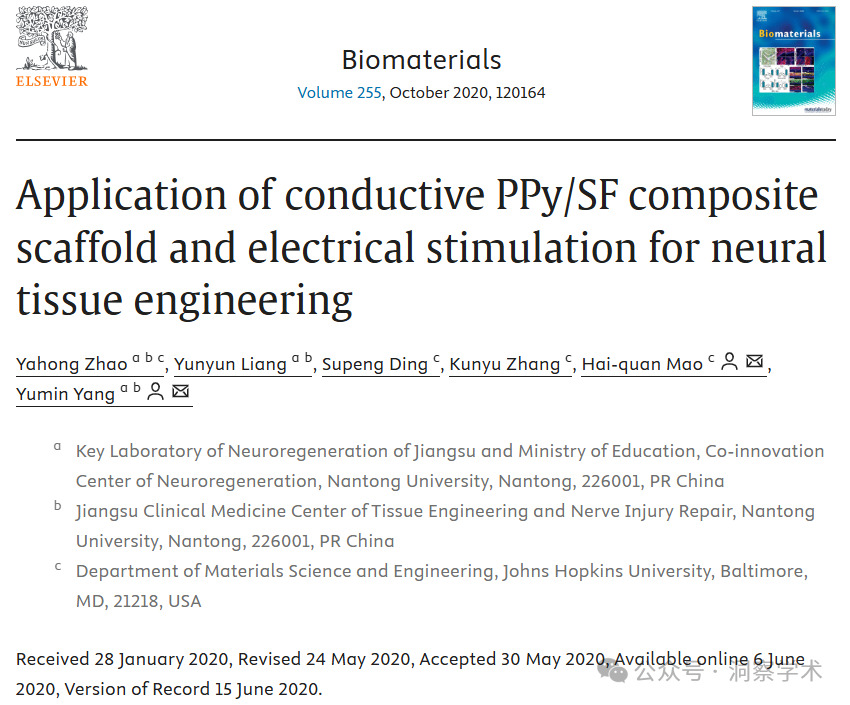 ELSEVIER
Biomaterials
Volume 255, October 2020, 120164
Biomaterials
Application of conductive PPy/SF composite
scaffold and electrical stimulation for neural
tissue engineering
Yahong Zhao a b c, Yunyun Liang a b, Supeng Ding c, Kunyu Zhang c, Hai-quan Mao c,
Yumin Yang a b
a Key Laboratory of Neuroregeneration of Jiangsu and Ministry of Education, Co-innovation
Center of Neuroregeneration, Nantong University, Nantong, 226001, PR China
b Jiangsu Clinical Medicine Center of Tissue Engineering and Nerve Injury Repair, Nantong
University, Nantong, 226001, PR China
c Department of Materials Science and Engineering, Johns Hopkins University, Baltimore,
MD, 21218, USA
Received 28 January 2020, Revised 24 May 2020, Accepted 30 May 2020, Available online 6 June
2020, Version of Record 15 June 2020.
公众号 · 洞察学术